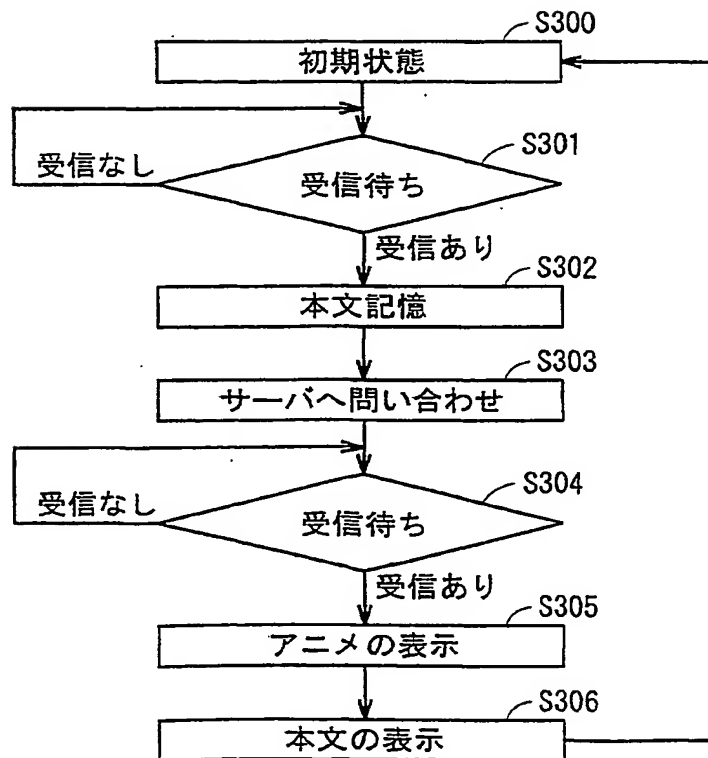 S300
初期状態
S301
受信なし
受信待ち
受信あり
S302
本文記憶
S303
サーバへ問い合わせ
S304
受信なし
受信待ち
受信あり
S305
アニメの表示
S306
本文の表示